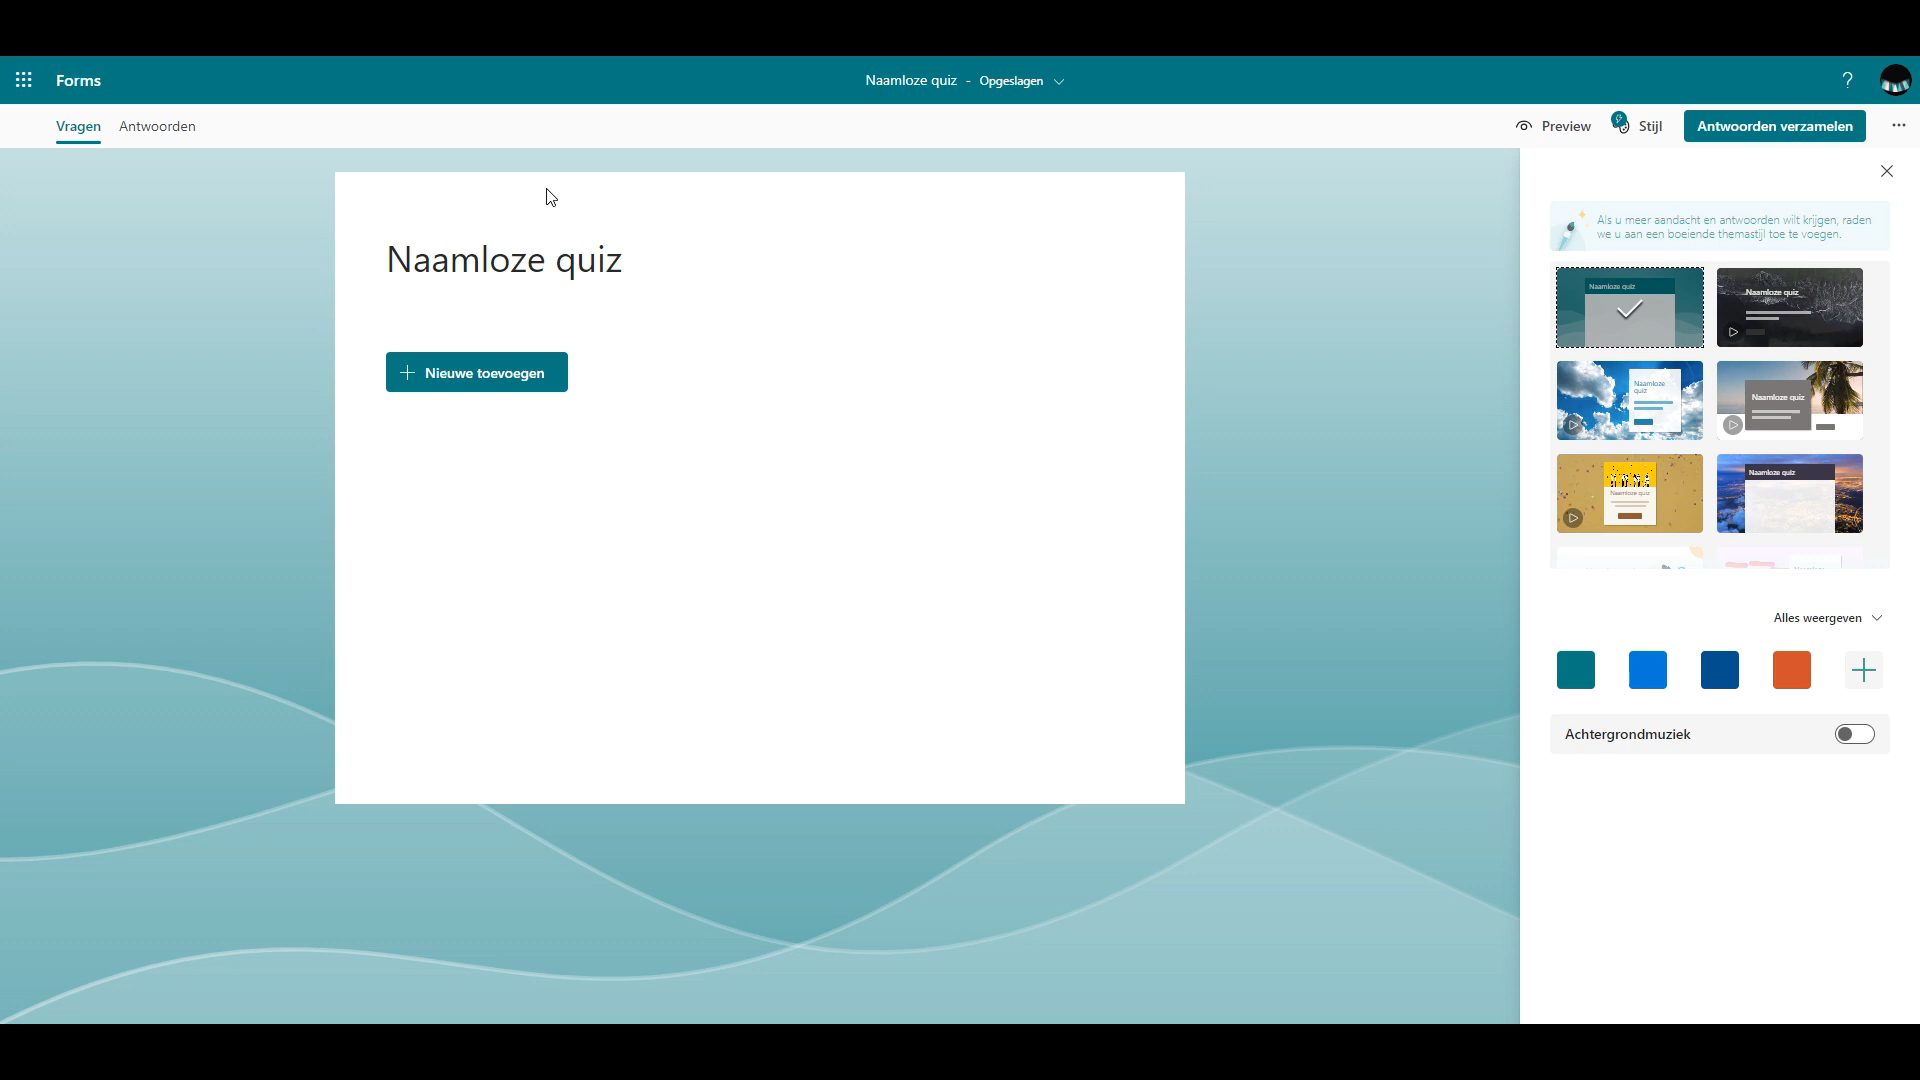 Forms
Naamloze quiz - Opgeslagen
?
Vragen Antwoorden
Preview Stijl Antwoorden verzamelen
Naamloze quiz
Nieuwe toevoegen
Als u meer aandacht en antwoorden wilt krijgen, raden
we u aan een boeiende themastijl toe te voegen.
Naamloze quiz
Naamloze quiz
Naamloze
quiz
Naamloze quiz
Naamloze quiz
Naamloze quiz
Alles weergeven
Achtergrondmuziek